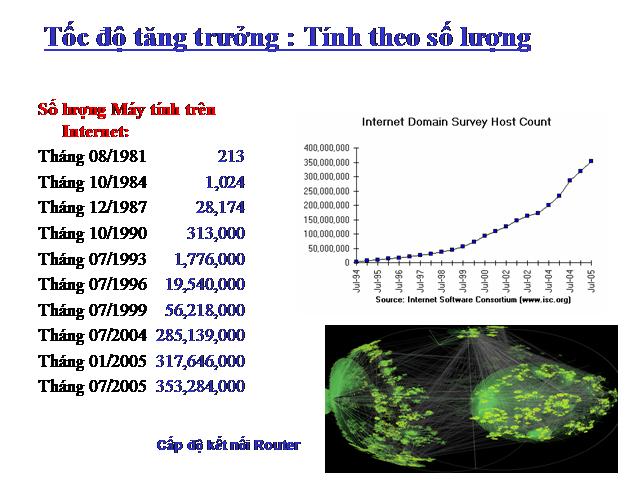 Tốc độ tăng trưởng : Tính theo số lượng
Số lượng Máy tính trên
Internet:
Tháng 08/1981 213
Tháng 10/1984 1,024
Tháng 12/1987 28,174
Tháng 10/1990 313,000
Tháng 07/1993 1,776,000
Tháng 07/1996 19,540,000
Tháng 07/1999 56,218,000
Tháng 07/2004 285,139,000
Tháng 01/2005 317,646,000
Tháng 07/2005 353,284,000
Cấp độ kết nối Router
Internet Domain Survey Host Count
400,000,000
350,000,000
300,000,000
250,000,000
200,000,000
150,000,000
100,000,000
50,000,000
0
Jul-94 Jul-95 Jul-96 Jul-97 Jul-98 Jul-99 Jul-00 Jul-02 Jul-02 Jul-04 Jul-04 Jul-05
Source: Internet Software Consortium (www.isc.org)